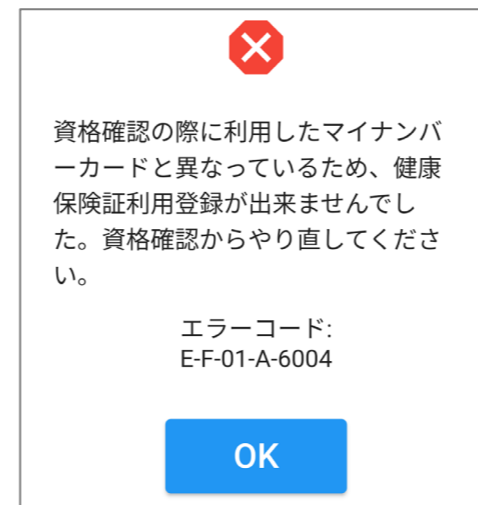 資格確認の際に利用したマイナンバ
ーカードと異なっているため、健康
保険証利用登録が出来ませんでし
た。資格確認からやり直してくださ
い。
エラーコード:
E-F-01-A-6004
OK